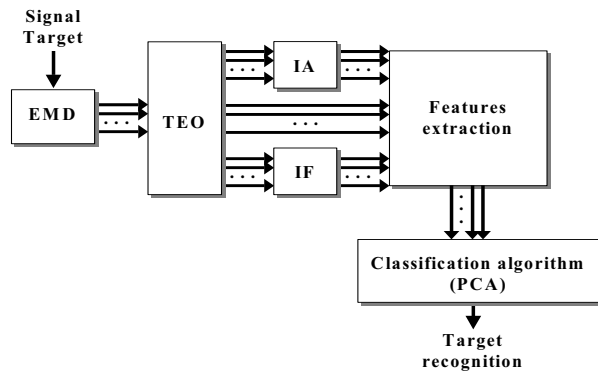 Signal
Target
EMD
. . .
TEO
. . .
IA
. . .
. . .
. . .
IF
. . .
Features
extraction
. . .
Classification algorithm
(PCA)
Target
recognition